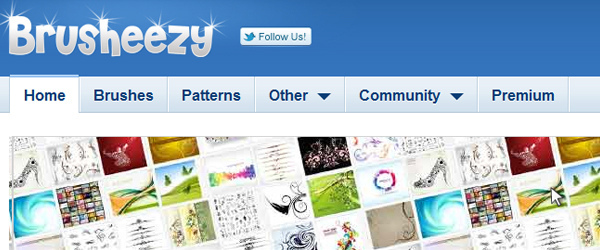 Brusheezy
Follow Us!
Home Brushes Patterns Other Community Premium